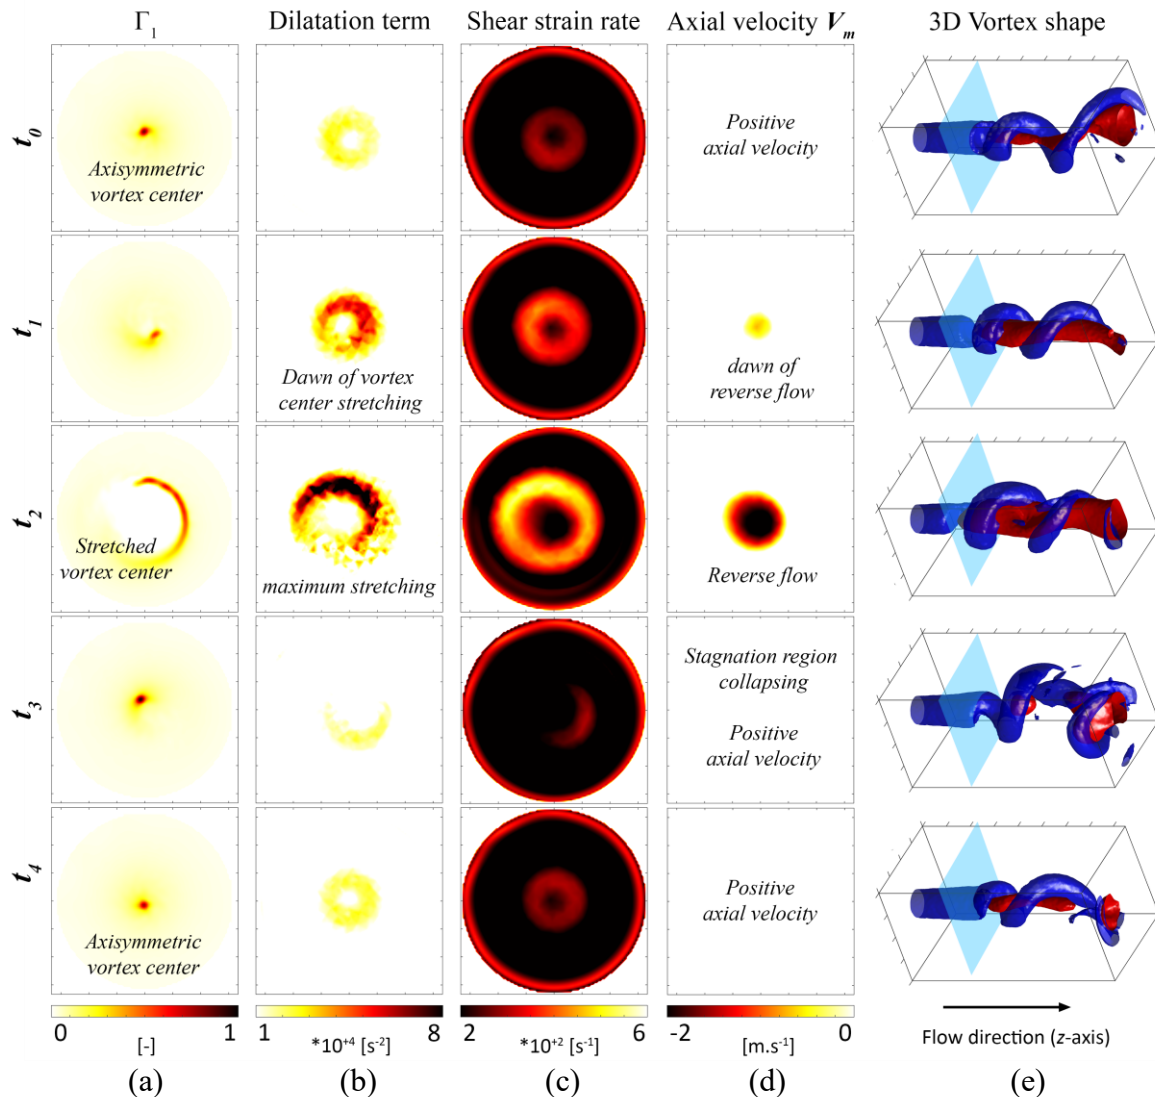 Γ1 Dilatation term Shear strain rate Axial velocity Vm 3D Vortex shape
t0
Axisymmetric
vortex center
Positive
axial velocity
t1
Dawn of vortex
center stretching
dawn of
reverse flow
t2
Stretched
vortex center
maximum stretching
Reverse flow
t3
Stagnation region
collapsing
Positive
axial velocity
t4
Axisymmetric
vortex center
Positive
axial velocity
0 1 1 8 2 6 -2 0
[-] *10+4 [s-2] *10+2 [s-1] [m.s-1] Flow direction (z-axis)
(a) (b) (c) (d) (e)